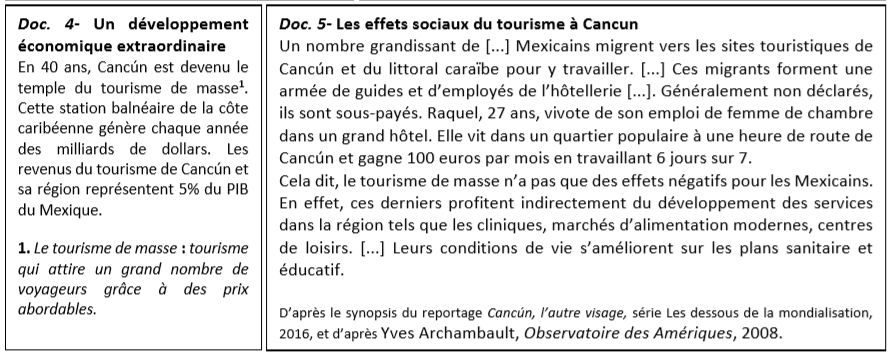 Doc. 4- Un développement
économique extraordinaire
En 40 ans, Cancún est devenu le
temple du tourisme de masse¹.
Cette station balnéaire de la côte
caribéenne génère chaque année
des milliards de dollars. Les
revenus du tourisme de Cancún et
sa région représentent 5% du PIB
du Mexique.
1. Le tourisme de masse : tourisme
qui attire un grand nombre de
voyageurs grâce à des prix
abordables.
Doc. 5- Les effets sociaux du tourisme à Cancun
Un nombre grandissant de [...] Mexicains migrent vers les sites touristiques de
Cancún et du littoral caraïbe pour y travailler. [...] Ces migrants forment une
armée de guides et d’employés de l’hôtellerie [...]. Généralement non déclarés,
ils sont sous-payés. Raquel, 27 ans, vivote de son emploi de femme de chambre
dans un grand hôtel. Elle vit dans un quartier populaire à une heure de route de
Cancún et gagne 100 euros par mois en travaillant 6 jours sur 7.
Cela dit, le tourisme de masse n’a pas que des effets négatifs pour les Mexicains.
En effet, ces derniers profitent indirectement du développement des services
dans la région tels que les cliniques, marchés d’alimentation modernes, centres
de loisirs. [...] Leurs conditions de vie s’améliorent sur les plans sanitaire et
éducatif.
D’après le synopsis du reportage Cancún, l’autre visage, série Les dessous de la mondialisation,
2016, et d’après Yves Archambault, Observatoire des Amériques, 2008.